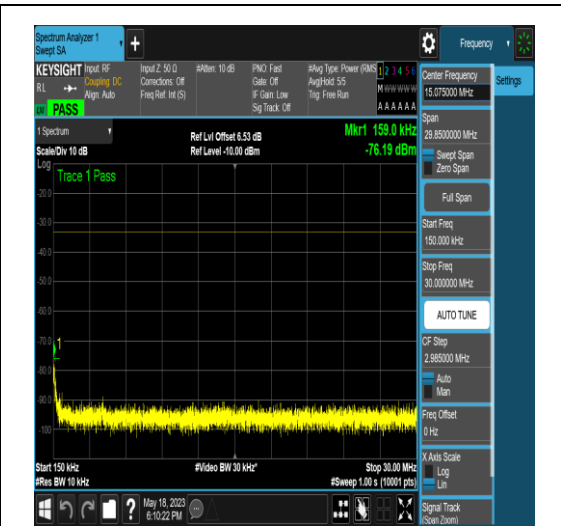 Spectrum Analyzer 1
Swept SA
+
Frequency
KEYSIGHT
RL
PASS
Input: RF
Coupling: DC
Align: Auto
Input Z: 50 Ω
Corrections: Off
Freq Ref: Int (S)
#Atten: 10 dB
PNO: Fast
Gate: Off
IF Gain: Low
Sig Track: Off
#Avg Type: Power (RMS
Avg|Hold: 5/5
Trig: Free Run
1 2 3 4 5 6
M W W W W W
A A A A A A
1 Spectrum
Scale/Div 10 dB
Ref Lvl Offset 6.53 dB
Ref Level -10.00 dBm
Mkr1 159.0 kHz
-76.19 dBm
Log
Trace 1 Pass
-20.0
-30.0
-40.0
-50.0
-60.0
-70.0
1
-80.0
-90.0
-100
Start 150 kHz
#Res BW 10 kHz
#Video BW 30 kHz*
Stop 30.00 MHz
#Sweep 1.00 s (10001 pts)
?
May 18, 2023
6:10:22 PM
Center Frequency
15.075000 MHz
Settings
Span
29.8500000 MHz
Swept Span
Zero Span
Full Span
Start Freq
150.000 kHz
Stop Freq
30.000000 MHz
AUTO TUNE
CF Step
2.985000 MHz
Auto
Man
Freq Offset
0 Hz
X Axis Scale
Log
Lin
Signal Track
(Span Zoom)